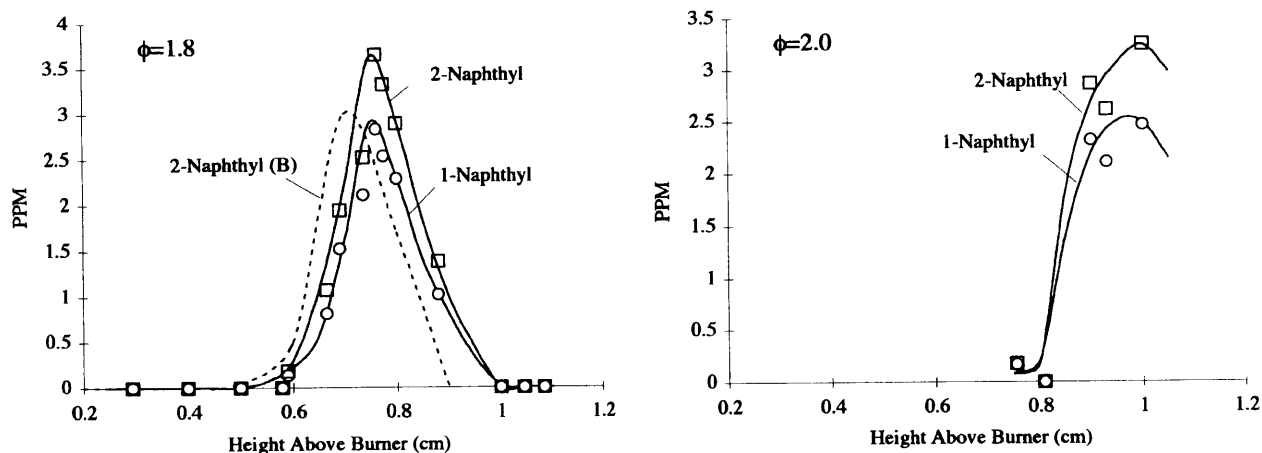 ϕ=1.8
4
3.5
3
2.5
2
1.5
1
0.5
0
PPM
2-Naphthyl
2-Naphthyl (B)
1-Naphthyl
0.2
0.4
0.6
0.8
1
1.2
Height Above Burner (cm)
ϕ=2.0
3.5
3
2.5
2
1.5
1
0.5
0
PPM
2-Naphthyl
1-Naphthyl
0.2
0.4
0.6
0.8
1
1.2
Height Above Burner (cm)